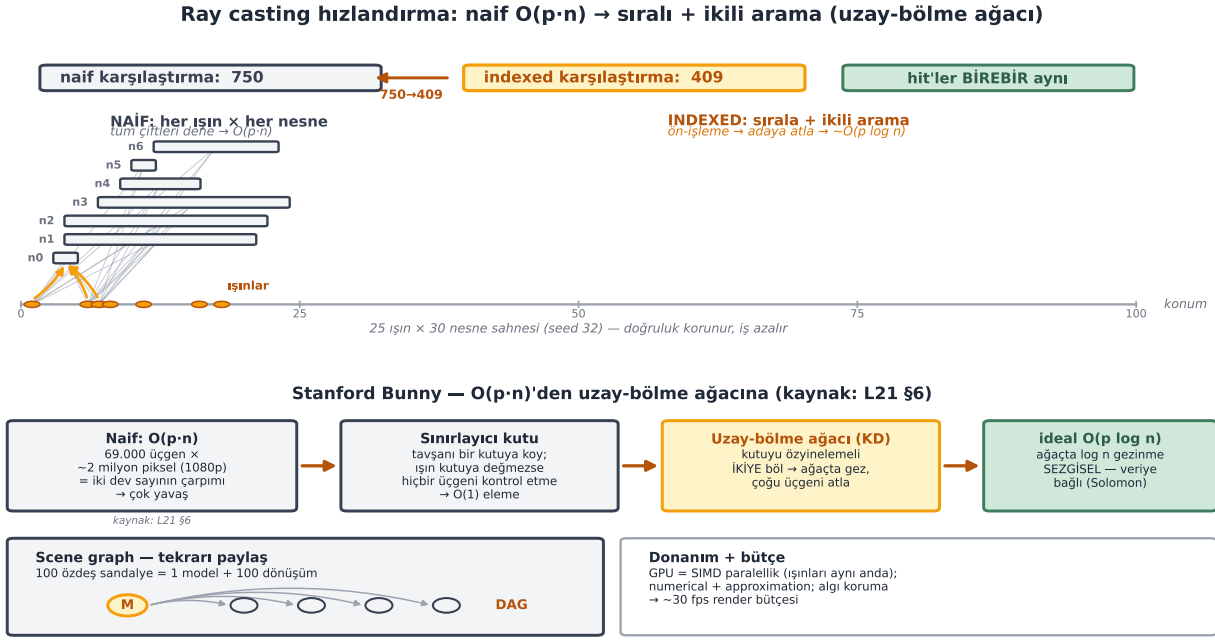 Ray casting hızlandırma: naif O(p·n) → sıralı + ikili arama (uzay-bölme ağacı)
naif karşılaştırma:  750
750→409
indexed karşılaştırma:  409
hit'ler BİREBİR aynı
NAİF: her ışın × her nesne
tüm çiftleri dene → O(p·n)
INDEXED: sırala + ikili arama
ön-işleme → adaya atla → ~O(p log n)
n6
n5
n4
n3
n2
n1
n0
ışınlar
0
25
50
75
100
konum
25 ışın × 30 nesne sahnesi (seed 32) — doğruluk korunur, iş azalır
Stanford Bunny — O(p·n)'den uzay-bölme ağacına (kaynak: L21 §6)
Naif: O(p·n)
69.000 üçgen ×
~2 milyon piksel (1080p)
= iki dev sayının çarpımı
→ çok yavaş
kaynak: L21 §6
Sınırlayıcı kutu
tavşanı bir kutuya koy;
ışın kutuya değmezse
hiçbir üçgeni kontrol etme
→ O(1) eleme
Uzay-bölme ağacı (KD)
kutuyu özyinelemeli
İKİYE böl → ağaçta gez,
çoğu üçgeni atla
ideal O(p log n)
ağaçta log n gezinme
SEZGİSEL — veriye
bağlı (Solomon)
Scene graph — tekrarı paylaş
100 özdeş sandalye = 1 model + 100 dönüşüm
M
DAG
Donanım + bütçe
GPU = SIMD paralellik (ışınları aynı anda);
numerical + approximation; algı koruma
→ ~30 fps render bütçesi